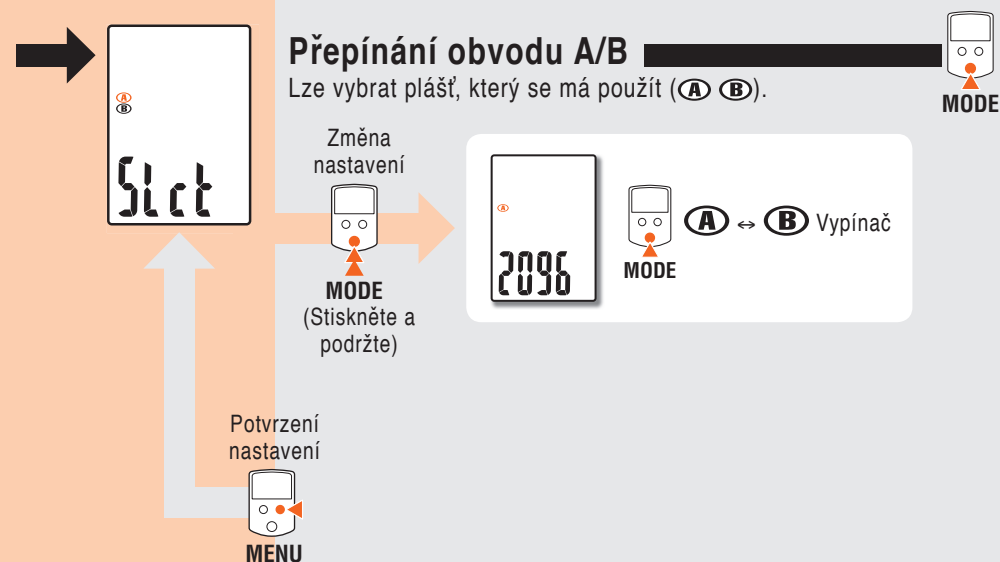 Přepínání obvodu A/B
Lze vybrat plášť, který se má použít (Ⓐ Ⓑ).
MODE
Ⓐ
Ⓑ
SLct
Změna
nastavení
MODE
(Stiskněte a
podržte)
Ⓐ
2096
MODE
Ⓐ ↔ Ⓑ Vypínač
Potvrzení
nastavení
MENU